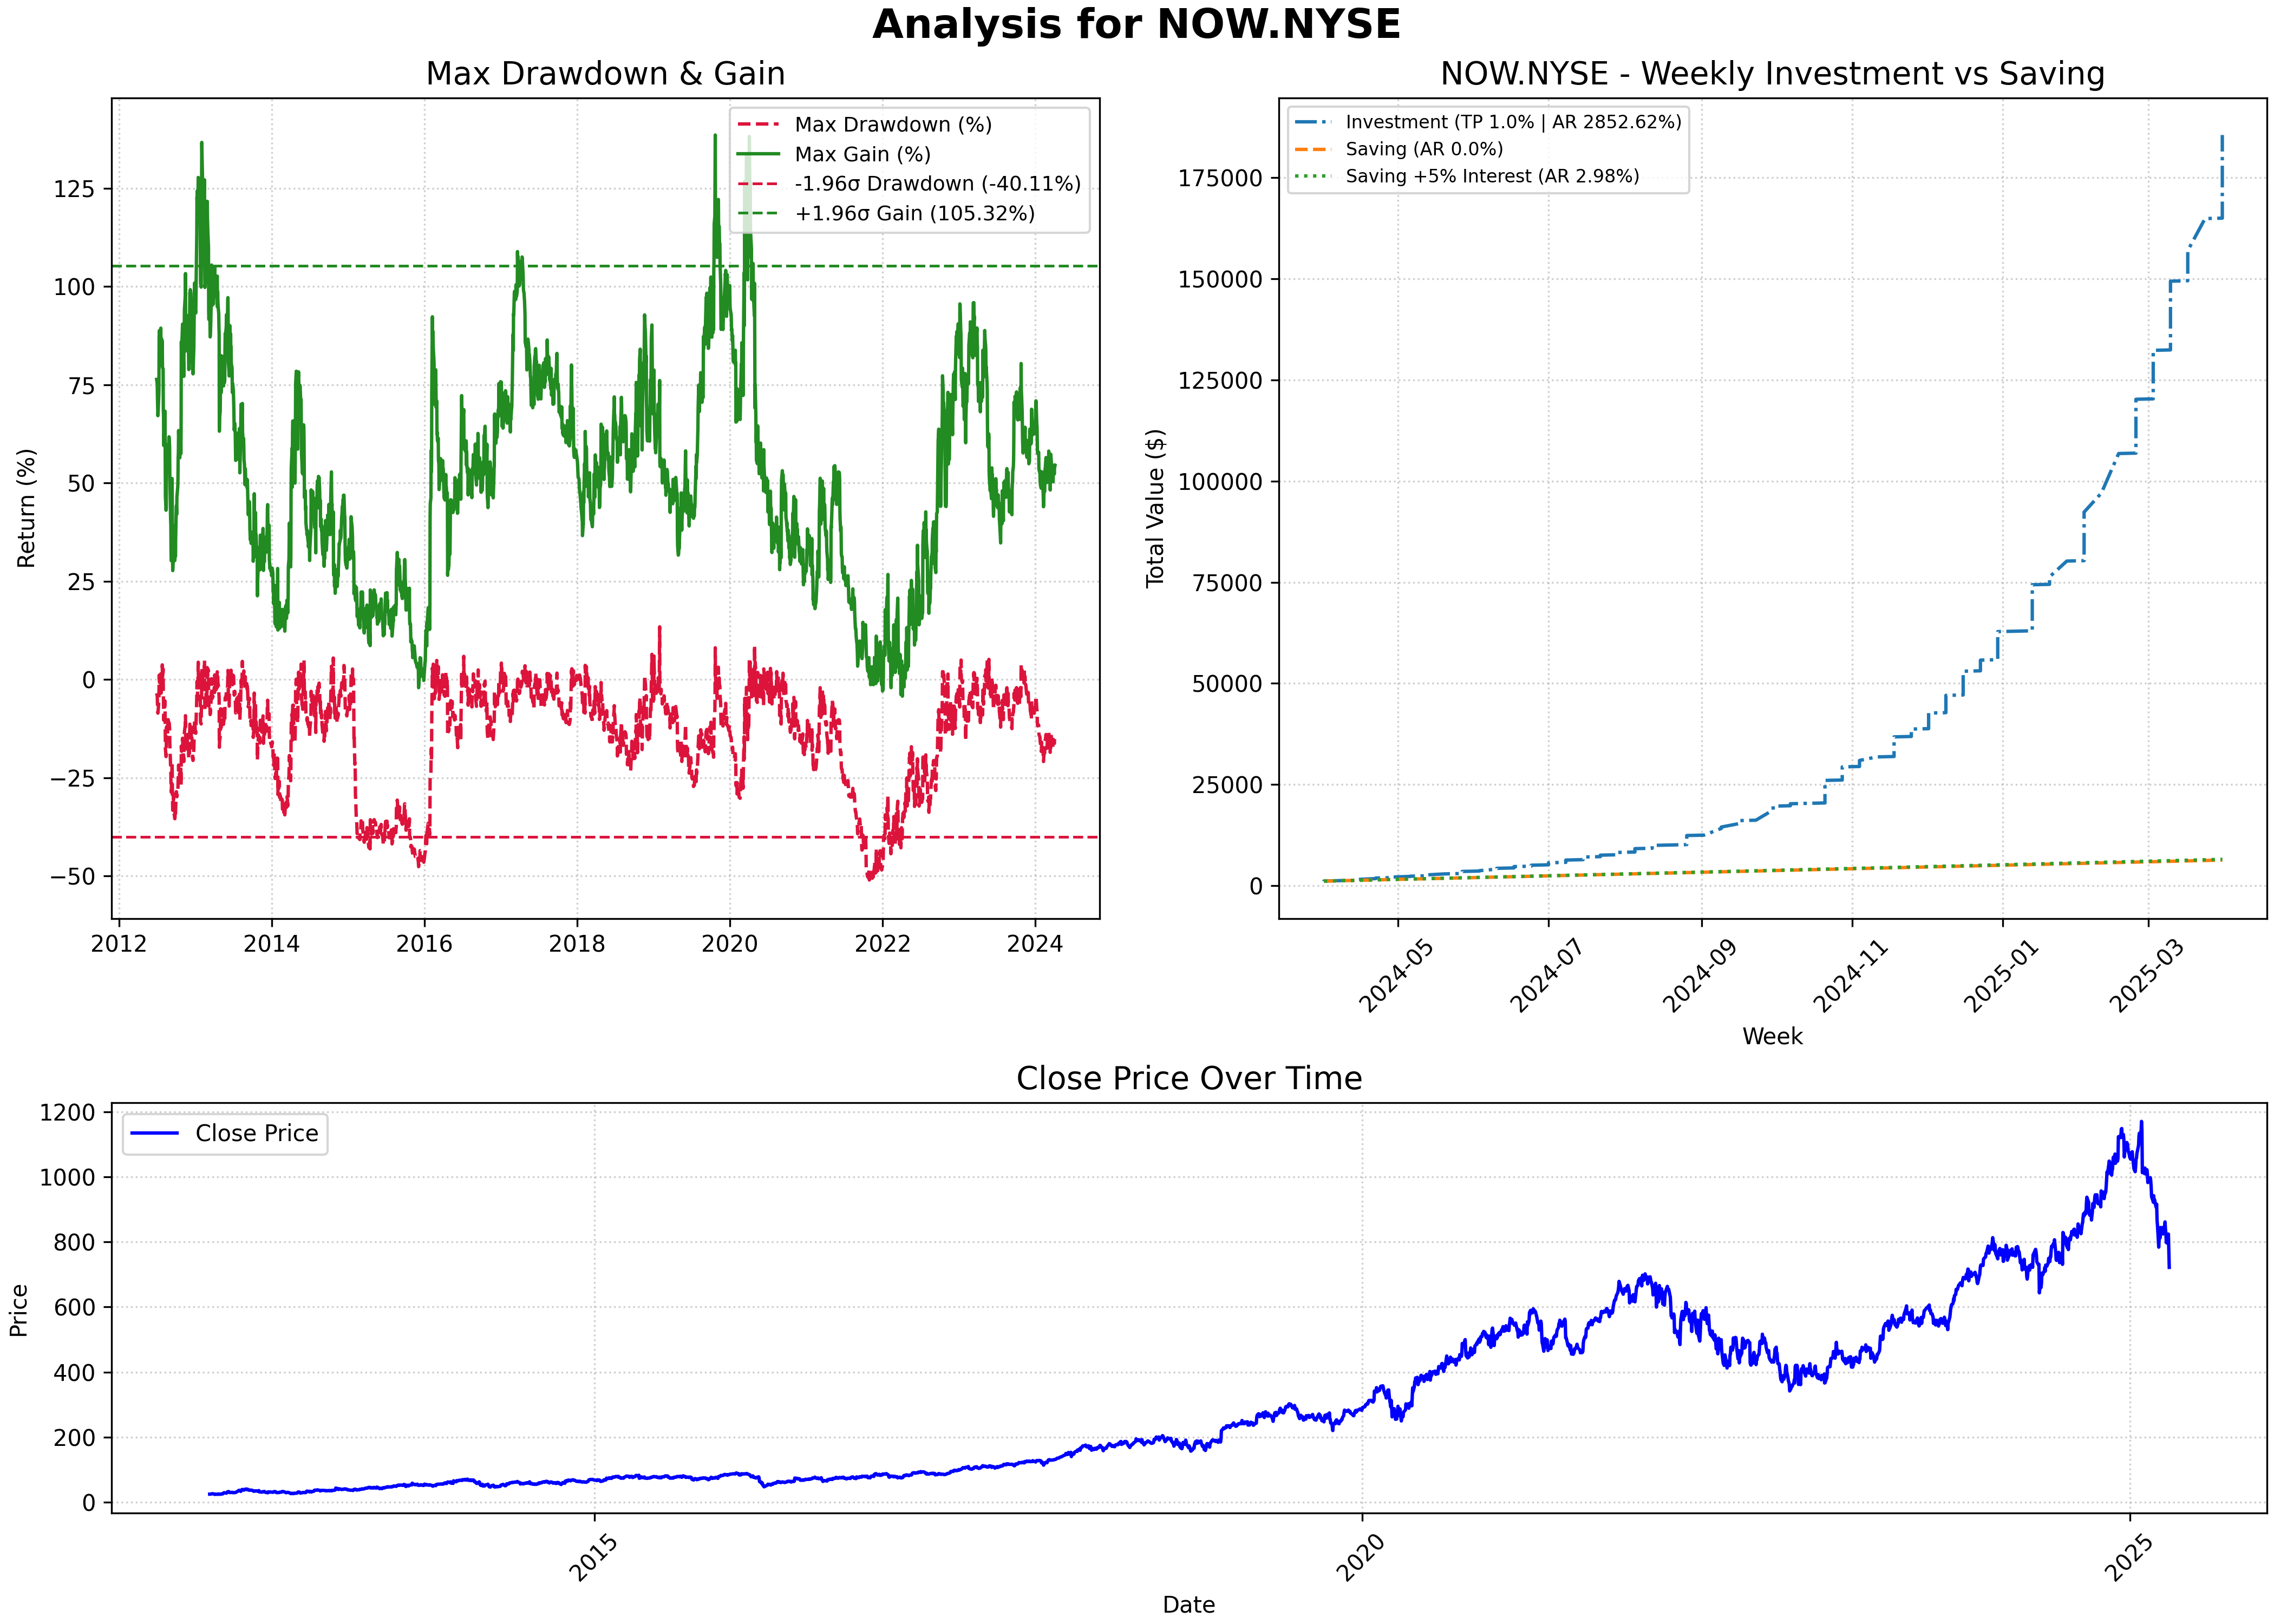 Analysis for NOW.NYSE
Max Drawdown & Gain
Max Drawdown (%)
Max Gain (%)
-1.96σ Drawdown (-40.11%)
+1.96σ Gain (105.32%)
Return (%)
125
100
75
50
25
0
−25
−50
2012
2014
2016
2018
2020
2022
2024
NOW.NYSE - Weekly Investment vs Saving
Investment (TP 1.0% | AR 2852.62%)
Saving (AR 0.0%)
Saving +5% Interest (AR 2.98%)
Total Value ($)
175000
150000
125000
100000
75000
50000
25000
0
2024-05
2024-07
2024-09
2024-11
2025-01
2025-03
Week
Close Price Over Time
Close Price
Price
1200
1000
800
600
400
200
0
2015
2020
2025
Date